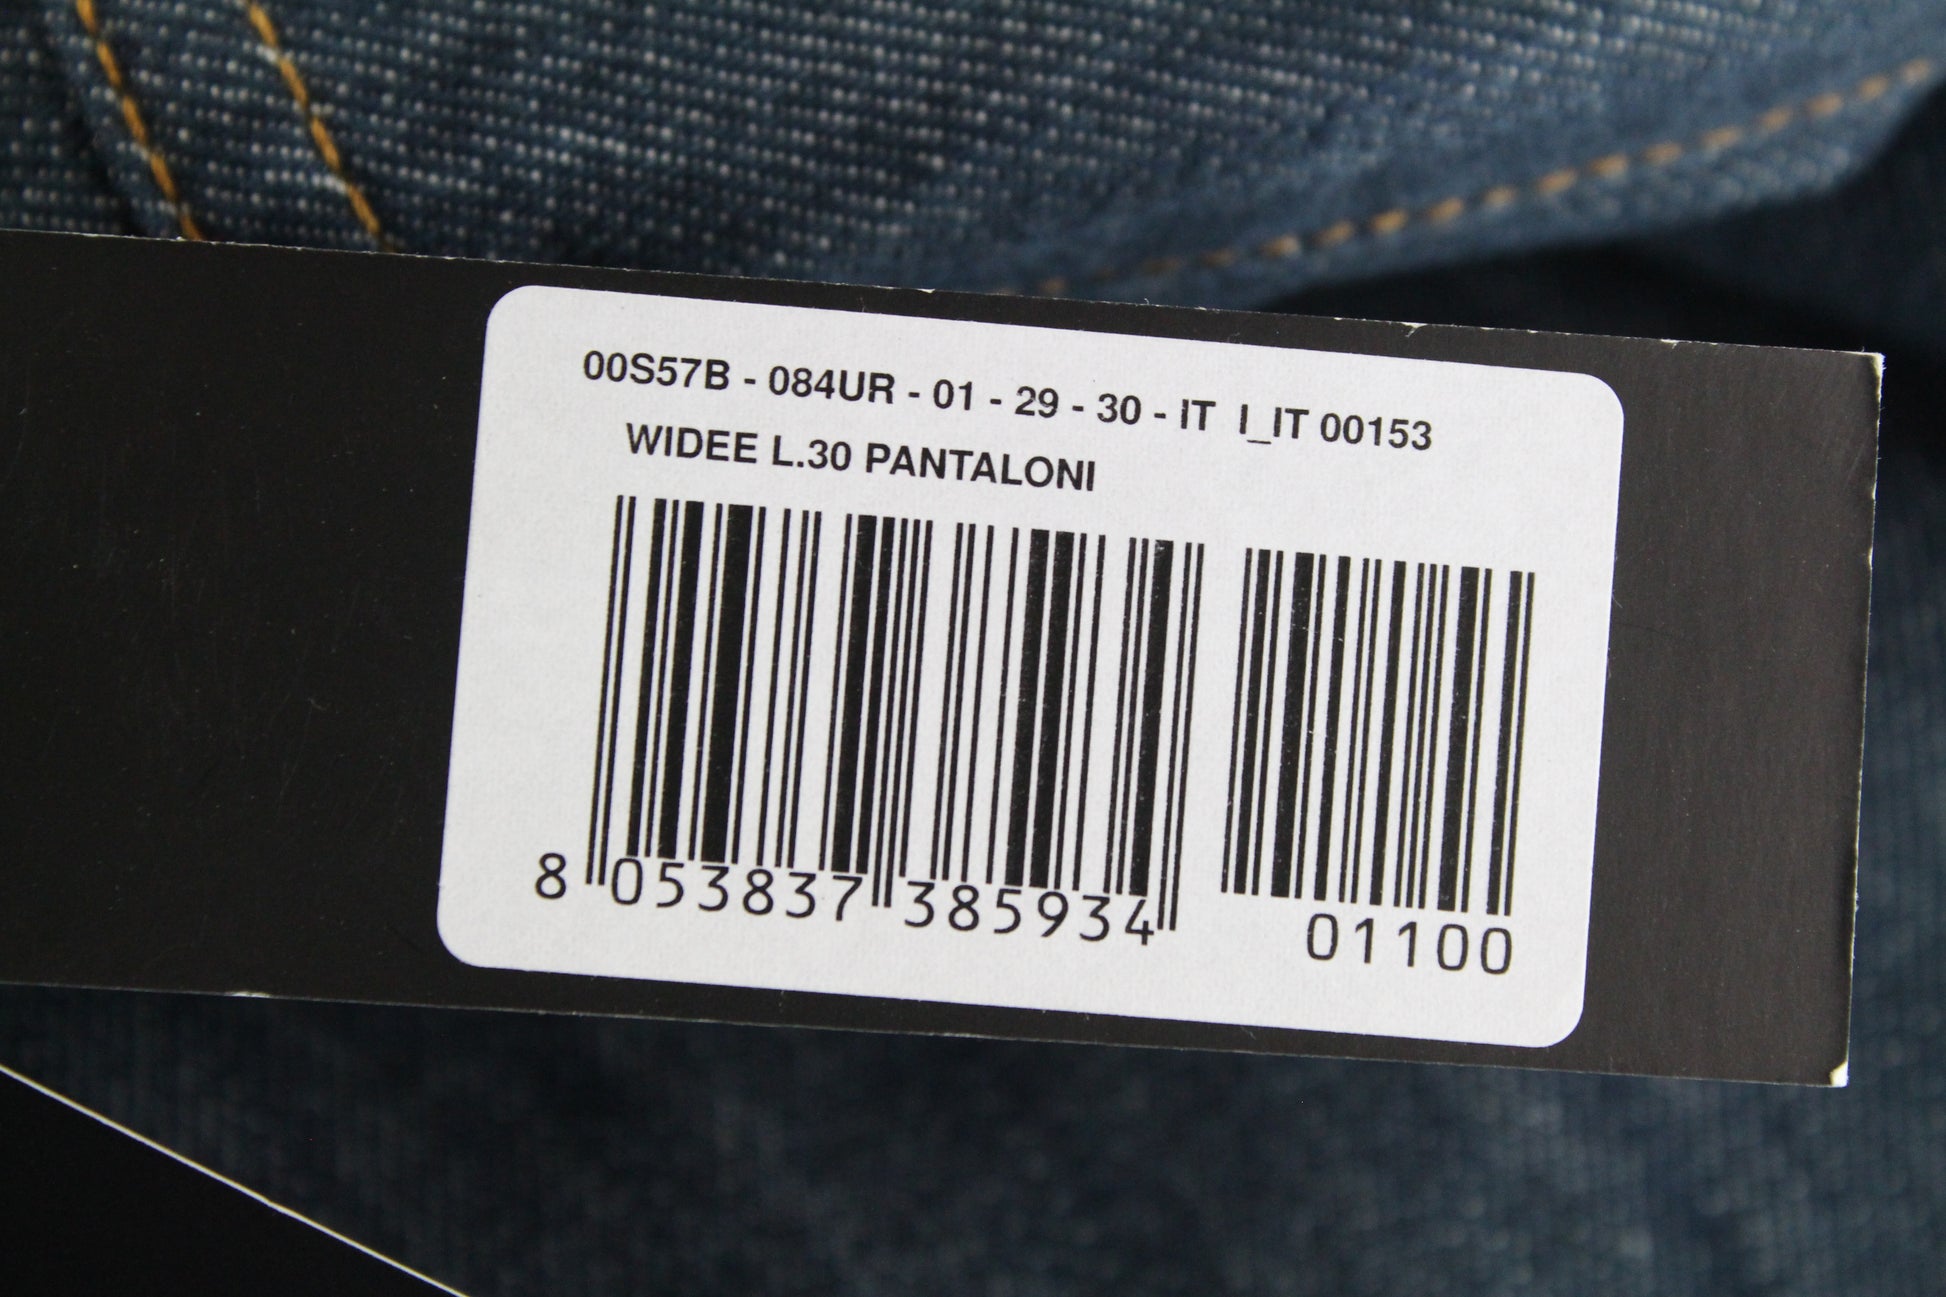 00S57B - 084UR - 01 - 29 - 30 - IT I_IT 00153
WIDEE L.30 PANTALONI
8 053837 385934 01100